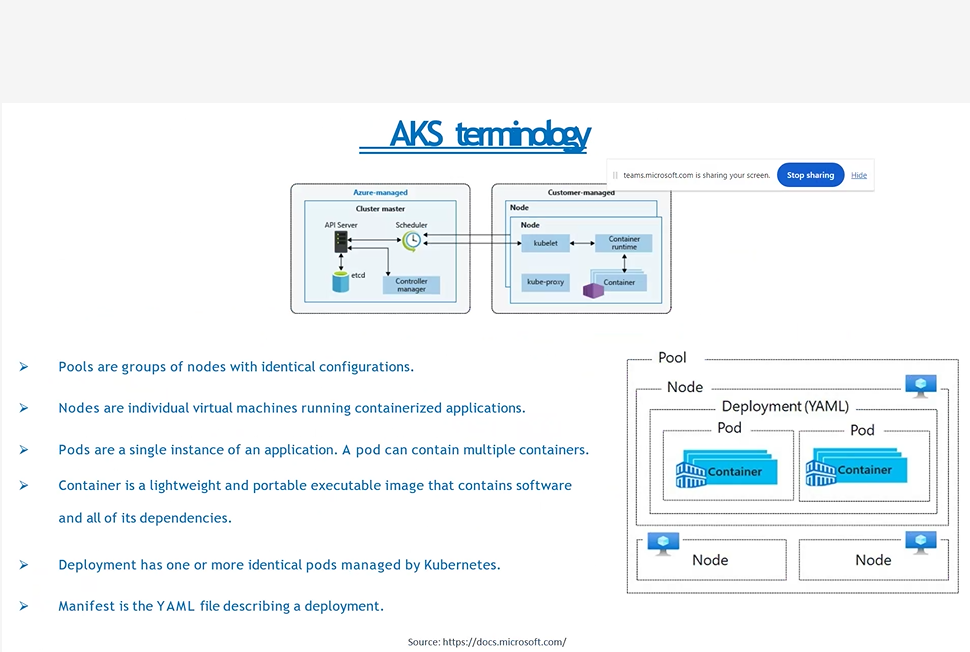 AKS terminology
teams.microsoft.com is sharing your screen.
Stop sharing
Hide
Azure-managed
Cluster master
API Server
Scheduler
etcd
Controller
manager
Customer-managed
Node
Node
kubelet
Container
runtime
kube-proxy
Container
➢ Pools are groups of nodes with identical configurations.
➢ Nodes are individual virtual machines running containerized applications.
➢ Pods are a single instance of an application. A pod can contain multiple containers.
➢ Container is a lightweight and portable executable image that contains software
and all of its dependencies.
➢ Deployment has one or more identical pods managed by Kubernetes.
➢ Manifest is the YAML file describing a deployment.
Pool
Node
Deployment (YAML)
Pod
Pod
Container
Container
Node
Node
Source: https://docs.microsoft.com/